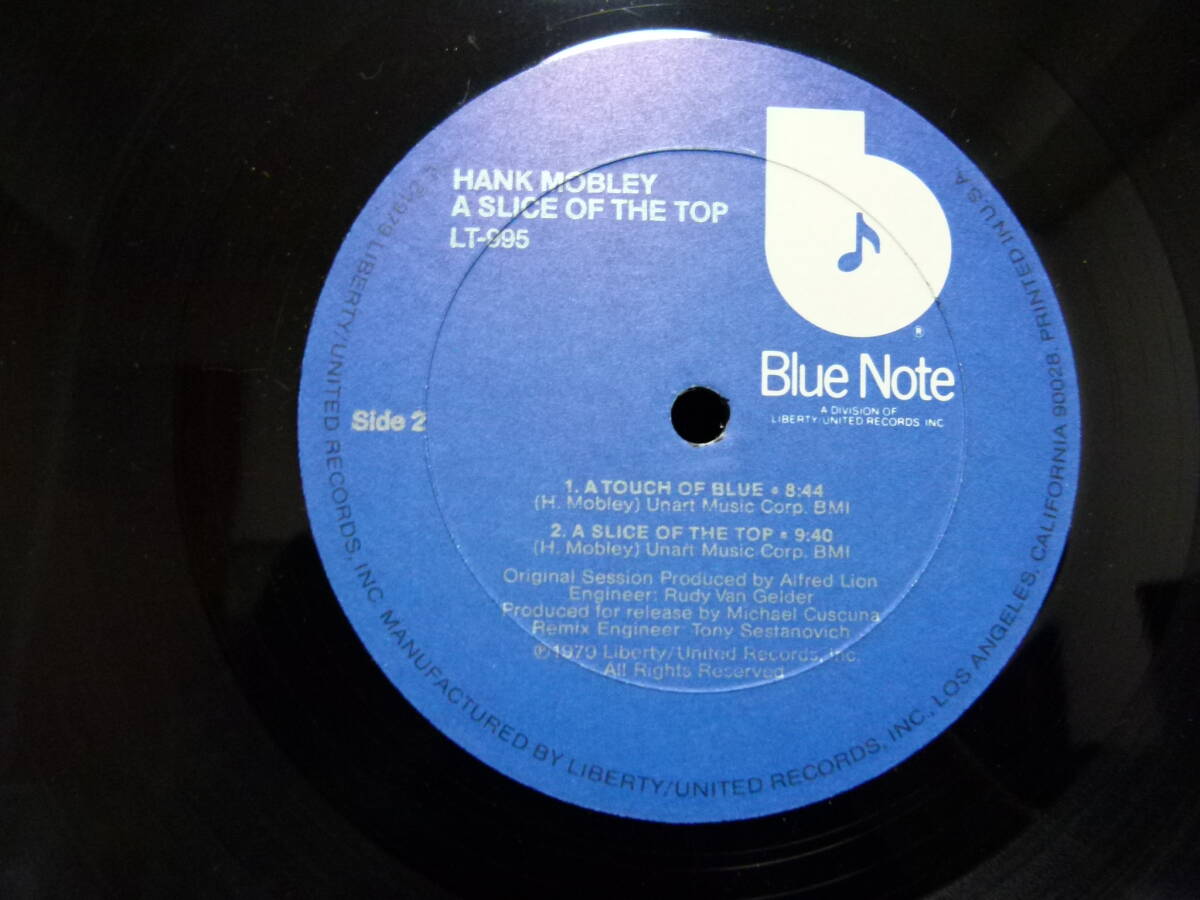 HANK MOBLEY
A SLICE OF THE TOP
LT-995
®
Blue Note
A DIVISION OF
LIBERTY/UNITED RECORDS, INC
Side 2
1. A TOUCH OF BLUE • 8:44
(H. Mobley) Unart Music Corp. BMI
2. A SLICE OF THE TOP • 9:40
(H. Mobley) Unart Music Corp. BMI
Original Session Produced by Alfred Lion
Engineer: Rudy Van Gelder
Produced for release by Michael Cuscuna
Remix Engineer: Tony Sestanovich
℗1979 Liberty/United Records, Inc.
All Rights Reserved
1979 LIBERTY/UNITED RECORDS, INC. MANUFACTURED BY LIBERTY/UNITED RECORDS, INC., LOS ANGELES, CALIFORNIA 90028. PRINTED IN U.S.A.